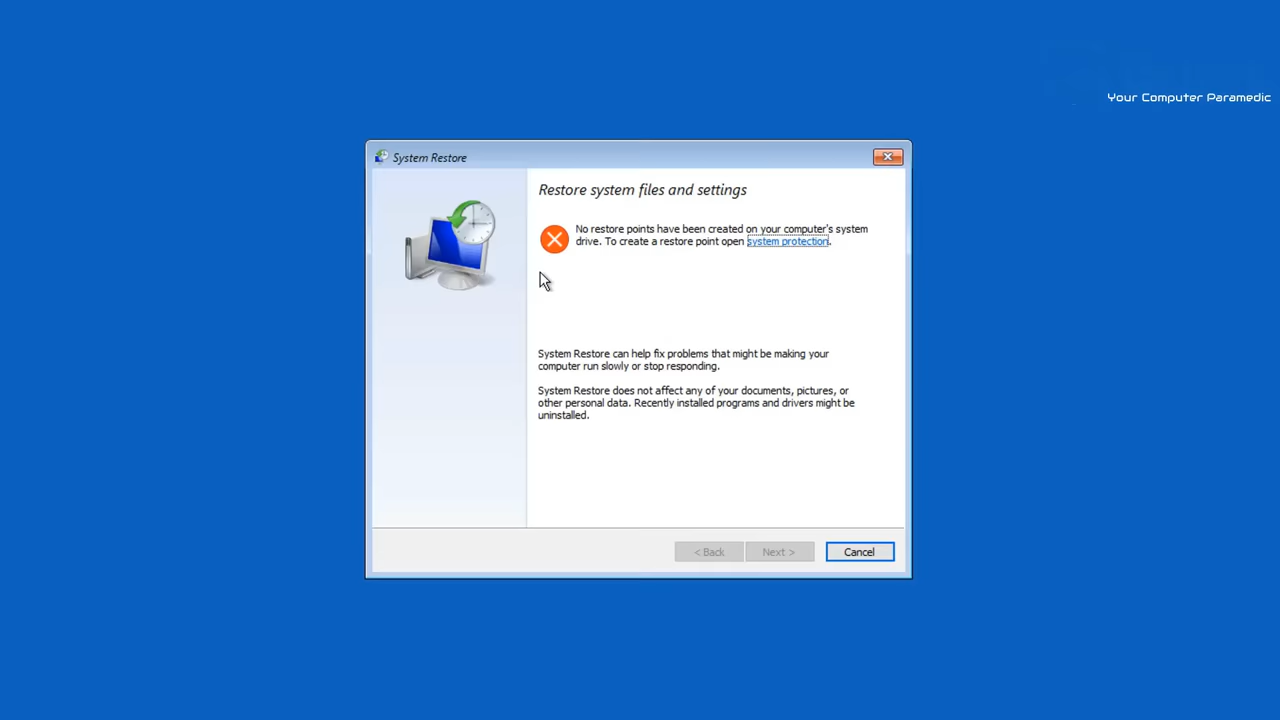 Your Computer Paramedic
System Restore
Restore system files and settings
No restore points have been created on your computer's system
drive. To create a restore point open system protection.
System Restore can help fix problems that might be making your
computer run slowly or stop responding.
System Restore does not affect any of your documents, pictures, or
other personal data. Recently installed programs and drivers might be
uninstalled.
< Back Next > Cancel